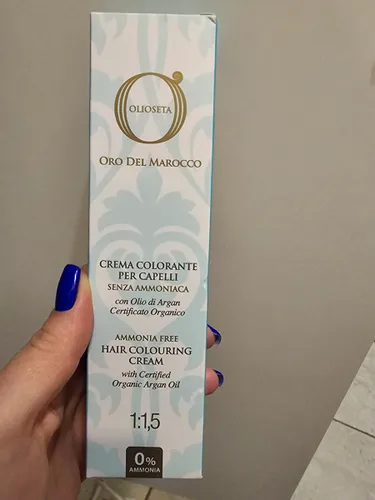 OLIOSETA
ORO DEL MAROCCO
CREMA COLORANTE
PER CAPELLI
SENZA AMMONIACA
con Olio di Argan
Certificato Organico
AMMONIA FREE
HAIR COLOURING
CREAM
with Certified
Organic Argan Oil
1:1,5
0%
AMMONIA